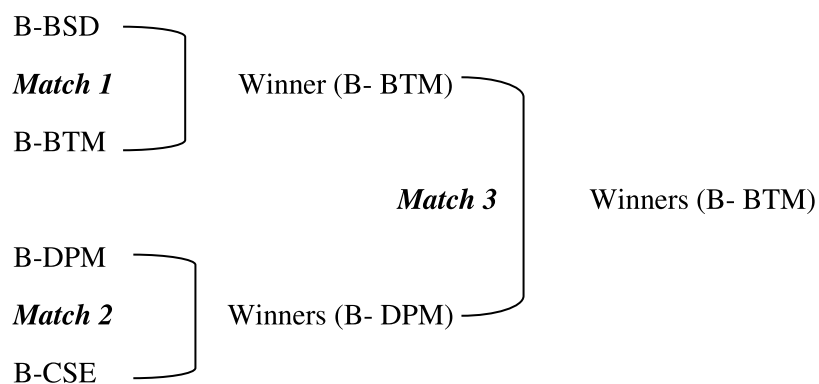 B-BSD
Match 1 Winner (B- BTM)
B-BTM
Match 3 Winners (B- BTM)
B-DPM
Match 2 Winners (B- DPM)
B-CSE